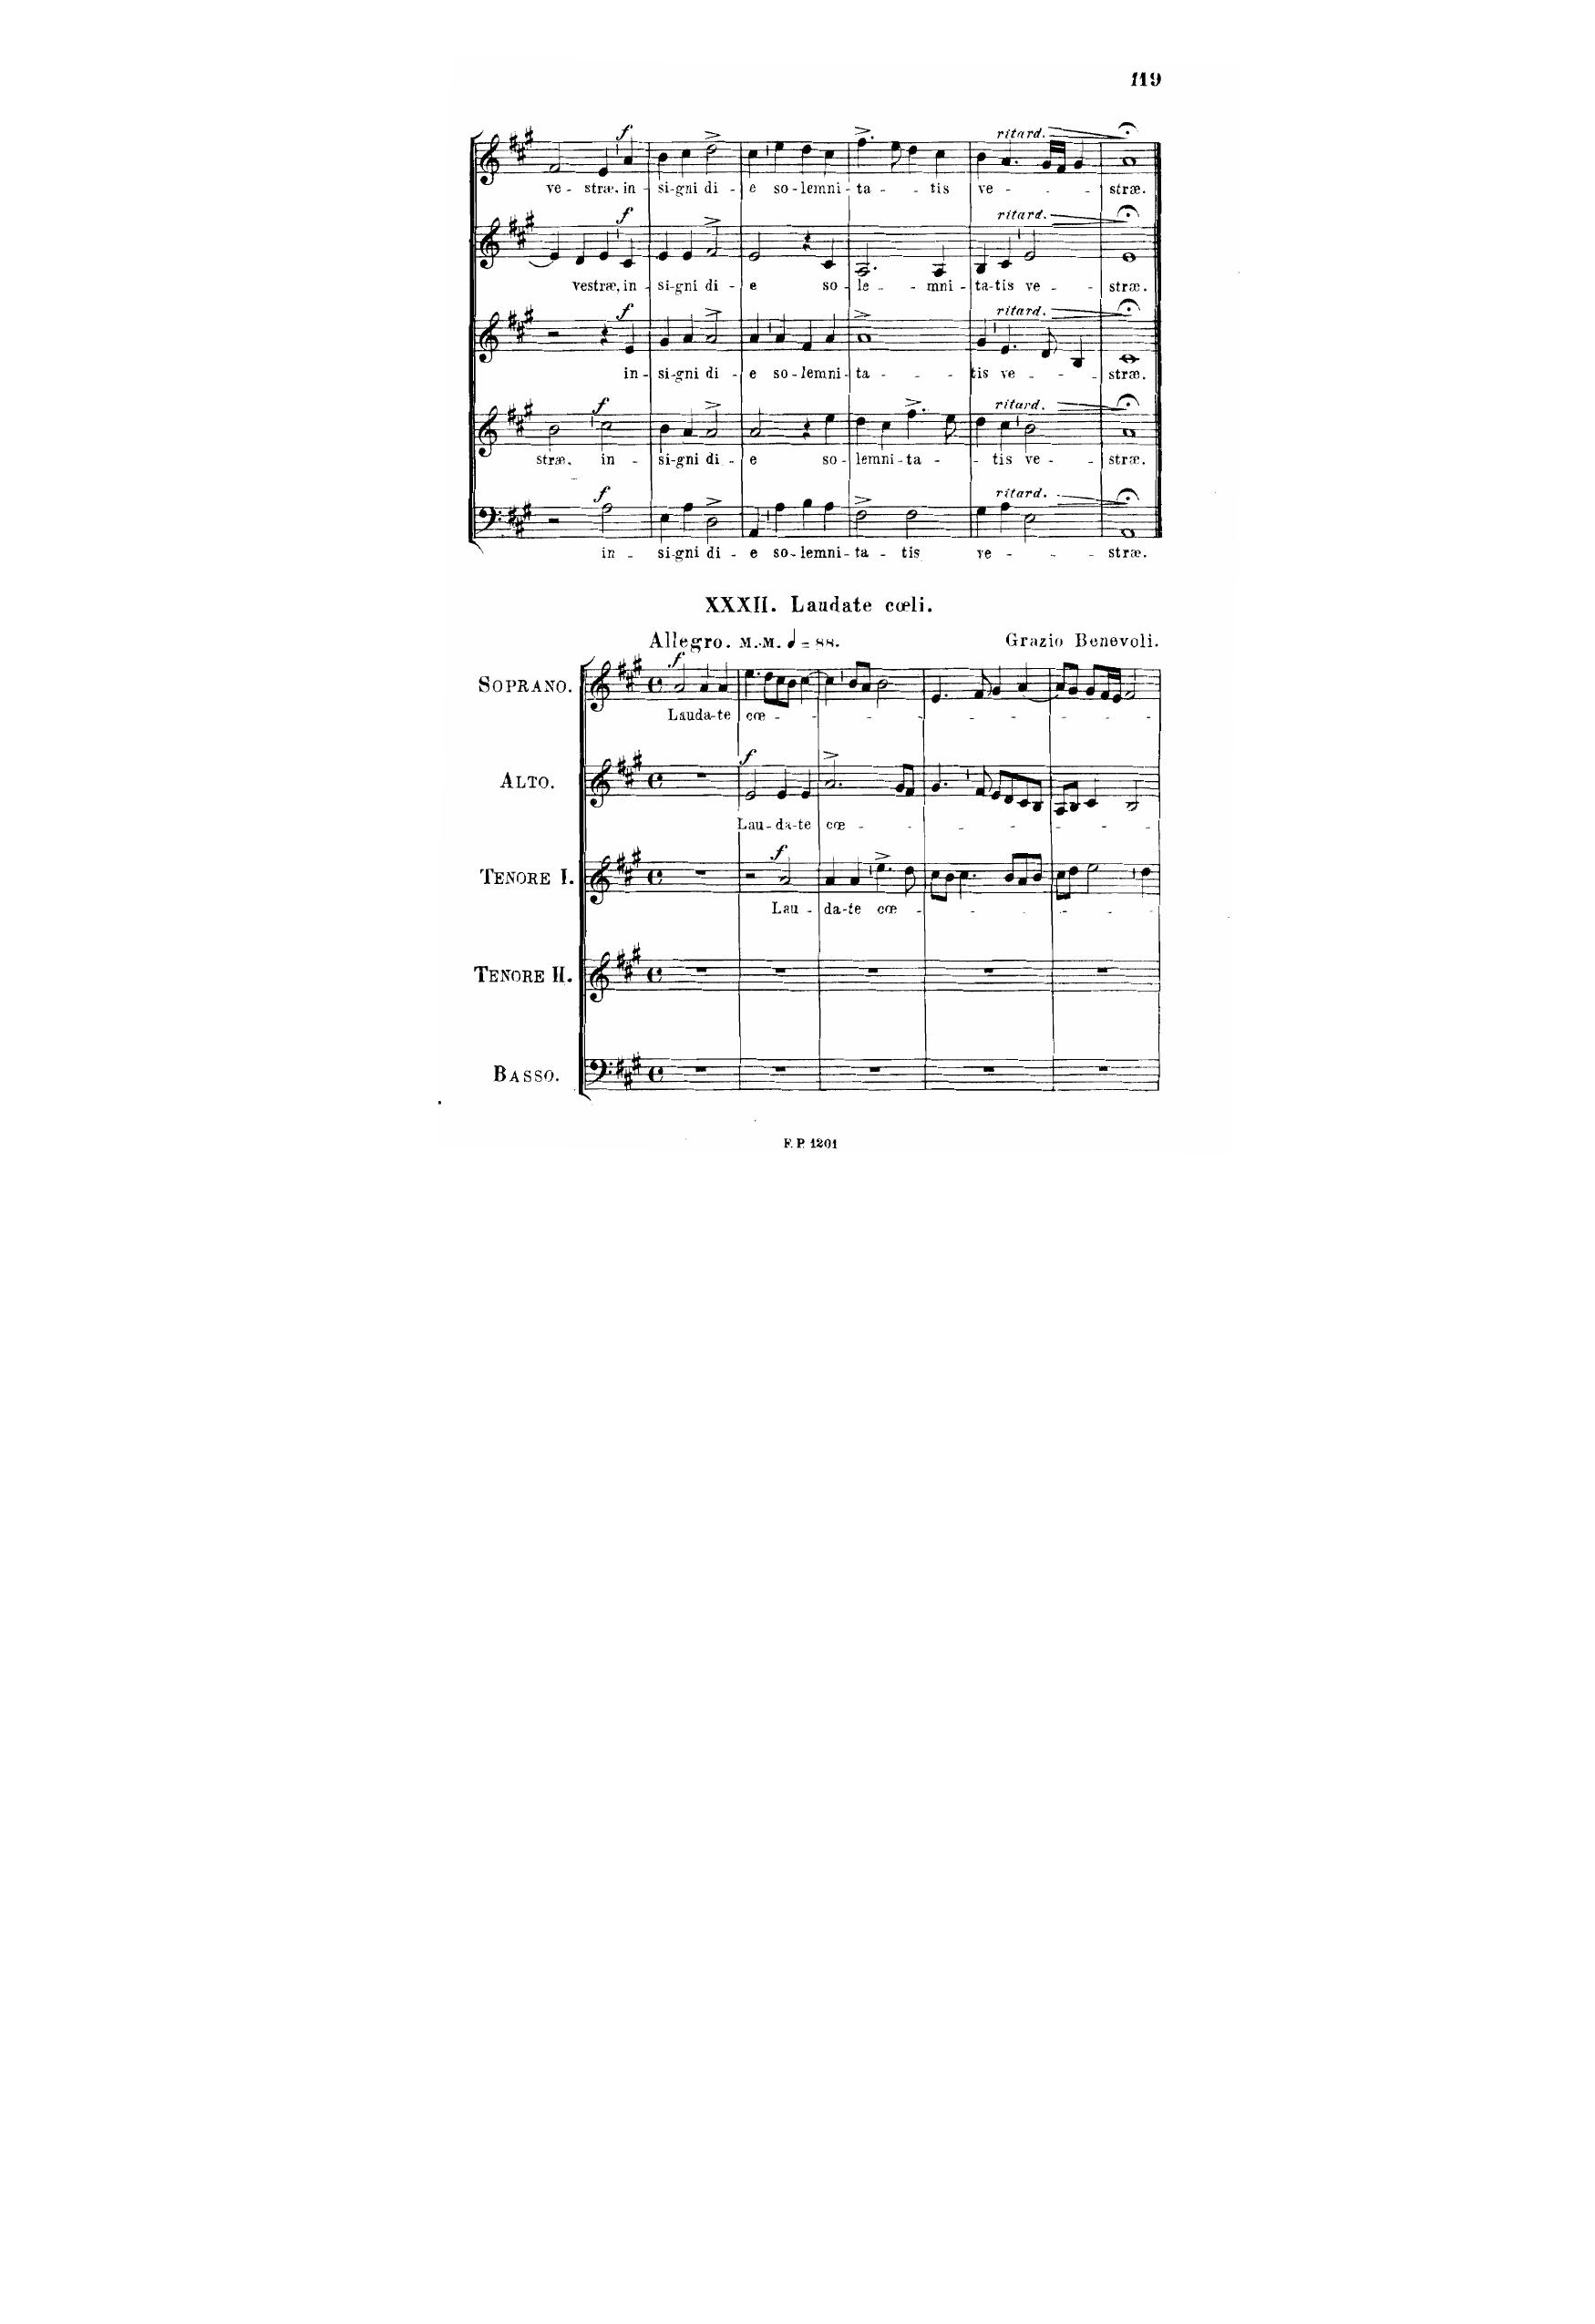 119
f ritard.
ve - stræ, in - si-gni di - e so-lemni-ta - - tis ve - - - stræ.
f ritard.
vestræ, in - si-gni di - e so - le - - mni - ta-tis ve - - stræ.
f ritard.
in - si-gni di - e so-lemni-ta - - - tis ve - - - stræ.
f ritard.
stræ. in - si-gni di - e so - lemni-ta - - tis ve - - stræ.
f ritard.
in - si-gni di - e so-lemni-ta - tis ve - - - stræ.
XXXII. Laudate cœli.
Allegro. M.M. = 88. Grazio Benevoli.
f
SOPRANO.
Lauda-te cœ - - - - - - - -
f
ALTO.
Lau-da-te cœ - - - - - - -
f
TENORE I.
Lau - da-te cœ - - - - - -
TENORE II.
BASSO.
F. P. 1201